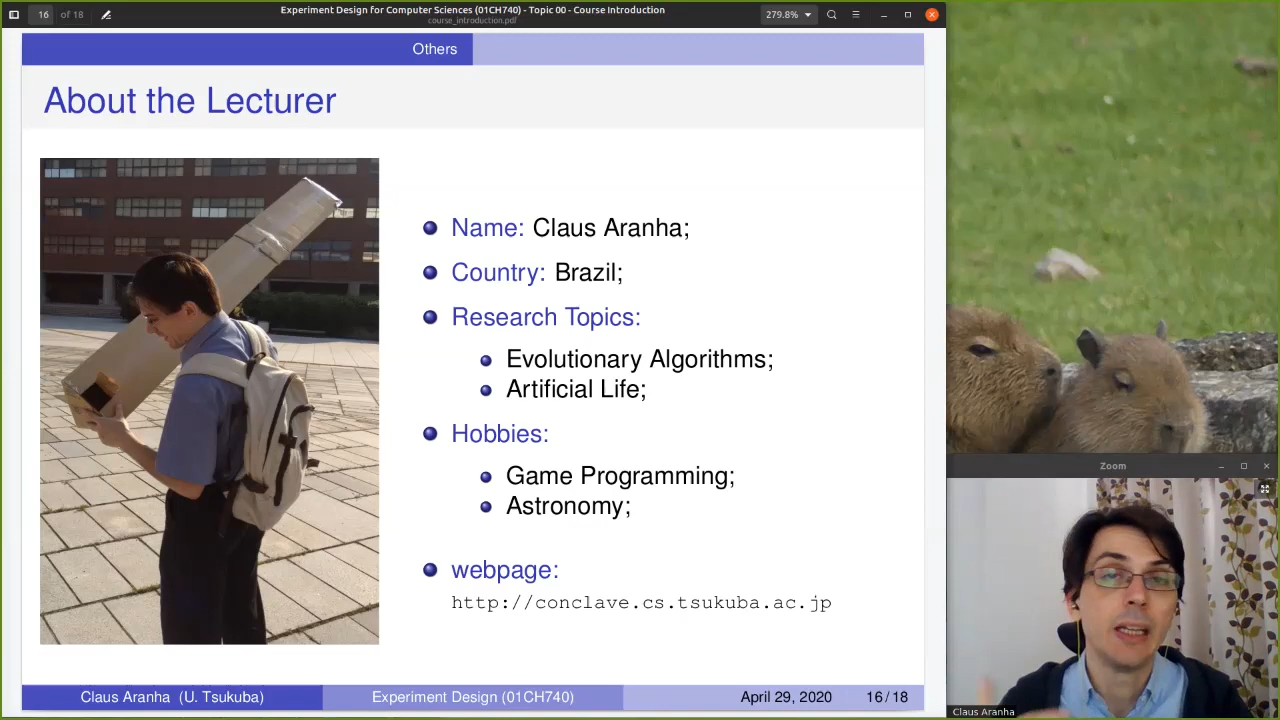 16 of 18
Experiment Design for Computer Sciences (01CH740) - Topic 00 - Course Introduction
course_introduction.pdf
279.8%
Others
About the Lecturer
Name: Claus Aranha;
Country: Brazil;
Research Topics:
Evolutionary Algorithms;
Artificial Life;
Hobbies:
Game Programming;
Astronomy;
webpage:
http://conclave.cs.tsukuba.ac.jp
Claus Aranha (U. Tsukuba) Experiment Design (01CH740) April 29, 2020 16 / 18
Zoom
Claus Aranha